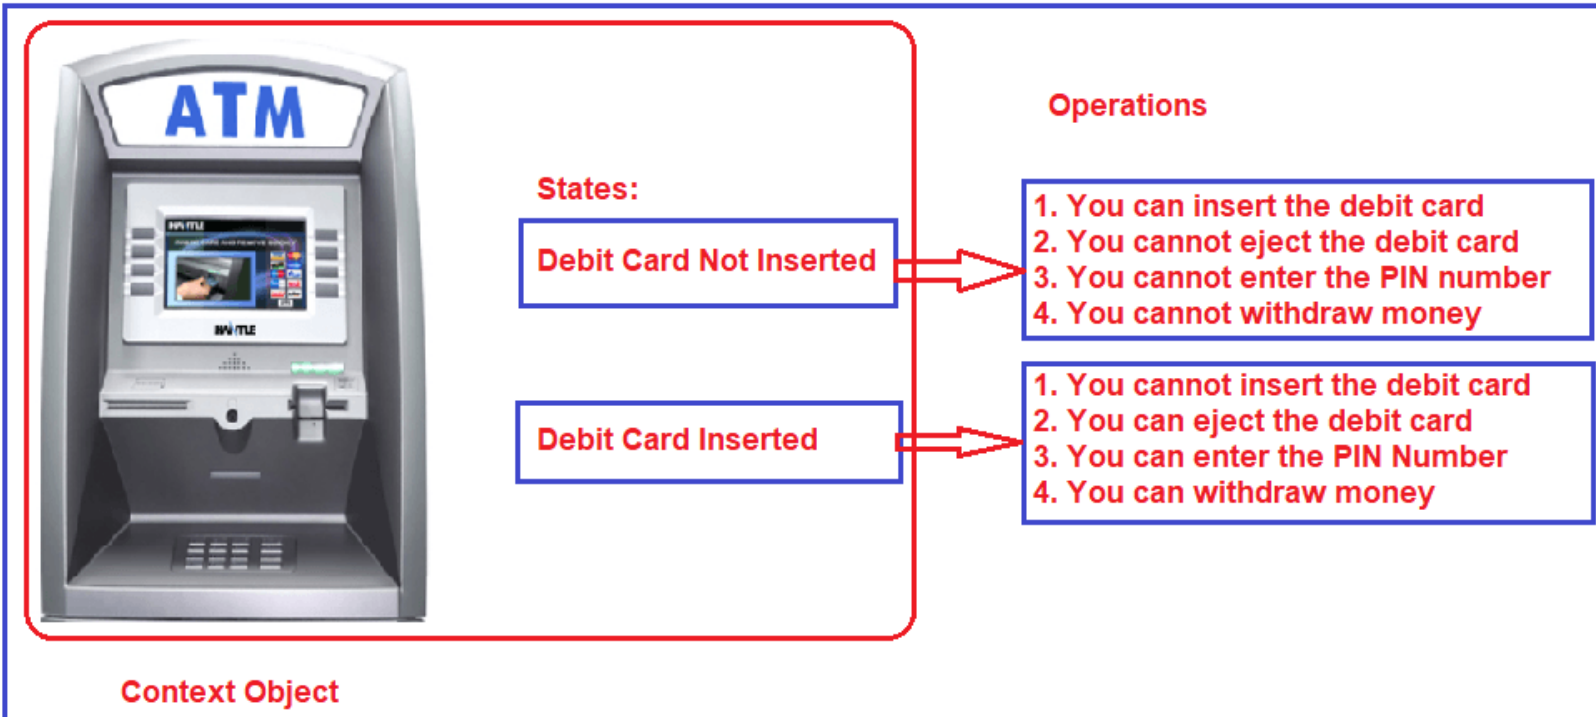 ATM
States:
Debit Card Not Inserted
Debit Card Inserted
Context Object
Operations
1. You can insert the debit card
2. You cannot eject the debit card
3. You cannot enter the PIN number
4. You cannot withdraw money
1. You cannot insert the debit card
2. You can eject the debit card
3. You can enter the PIN Number
4. You can withdraw money